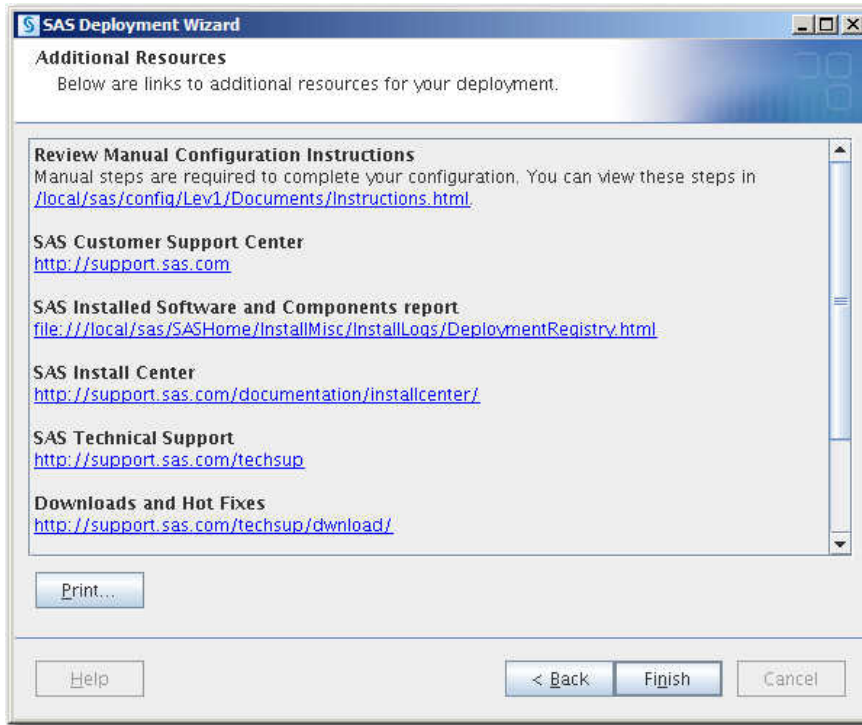 SAS Deployment Wizard
Additional Resources
Below are links to additional resources for your deployment.
Review Manual Configuration Instructions
Manual steps are required to complete your configuration. You can view these steps in
/local/sas/config/Lev1/Documents/Instructions.html.
SAS Customer Support Center
http://support.sas.com
SAS Installed Software and Components report
file:///local/sas/SASHome/InstallMisc/InstallLogs/DeploymentRegistry.html
SAS Install Center
http://support.sas.com/documentation/installcenter/
SAS Technical Support
http://support.sas.com/techsup
Downloads and Hot Fixes
http://support.sas.com/techsup/dwnload/
Print...
Help
< Back
Finish
Cancel